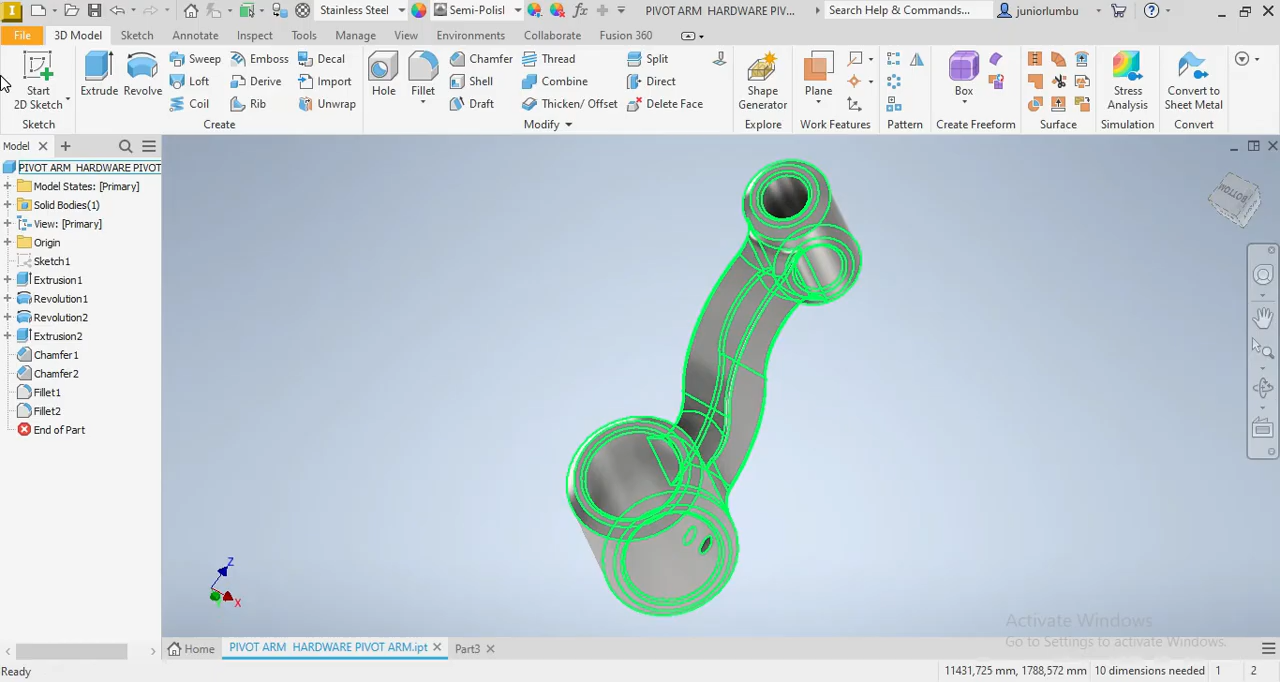 Stainless Steel
Semi-Polisl
PIVOT ARM HARDWARE PIV...
Search Help & Commands...
juniorlumbu
File
3D Model
Sketch
Annotate
Inspect
Tools
Manage
View
Environments
Collaborate
Fusion 360
Start
2D Sketch
Sketch
Extrude
Revolve
Sweep
Loft
Coil
Emboss
Derive
Rib
Decal
Import
Unwrap
Create
Hole
Fillet
Chamfer
Shell
Draft
Thread
Combine
Thicken/ Offset
Split
Direct
Delete Face
Modify
Shape
Generator
Explore
Plane
Work Features
Pattern
Box
Create Freeform
Surface
Stress
Analysis
Simulation
Convert to
Sheet Metal
Convert
Model
PIVOT ARM HARDWARE PIVOT
Model States: [Primary]
Solid Bodies(1)
View: [Primary]
Origin
Sketch1
Extrusion1
Revolution1
Revolution2
Extrusion2
Chamfer1
Chamfer2
Fillet1
Fillet2
End of Part
BOTTOM
Z
X
Activate Windows
Go to Settings to activate Windows.
Home
PIVOT ARM HARDWARE PIVOT ARM.ipt
Part3
Ready
11431,725 mm, 1788,572 mm
10 dimensions needed
1
2